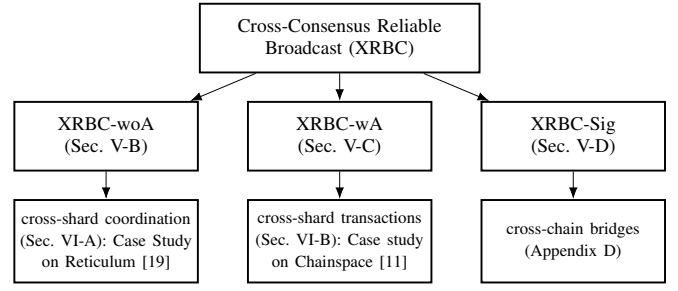 Cross-Consensus Reliable
Broadcast (XRBC)
XRBC-woA
(Sec. V-B)
XRBC-wA
(Sec. V-C)
XRBC-Sig
(Sec. V-D)
cross-shard coordination
(Sec. VI-A): Case Study
on Reticulum [19]
cross-shard transactions
(Sec. VI-B): Case study
on Chainspace [11]
cross-chain bridges
(Appendix D)